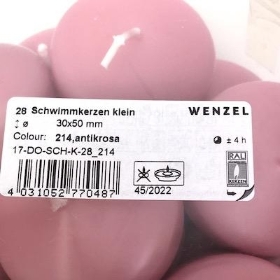 28 Schwimmkerzen klein WENZEL
↕ ø 30x50 mm
Colour: 214,antikrosa ± 4 h
17-DO-SCH-K-28_214
RAL
KERZEN
4 031052 770487 45/2022